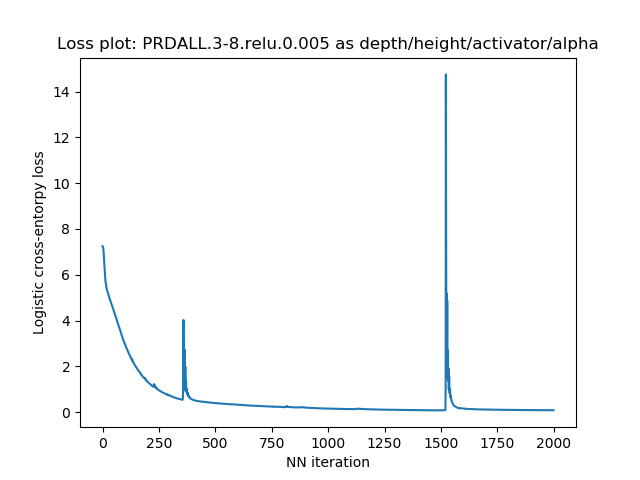 Loss plot: PRDALL.3-8.relu.0.005 as depth/height/activator/alpha
Logistic cross-entorpy loss
14
12
10
8
6
4
2
0
0 250 500 750 1000 1250 1500 1750 2000
NN iteration